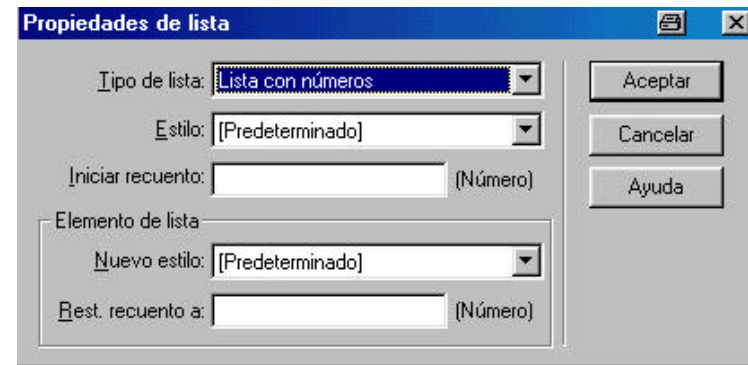 Propiedades de lista
Tipo de lista: Lista con números
Aceptar
Estilo: [Predeterminado]
Cancelar
Iniciar recuento: (Número)
Ayuda
Elemento de lista
Nuevo estilo: [Predeterminado]
Rest. recuento a: (Número)